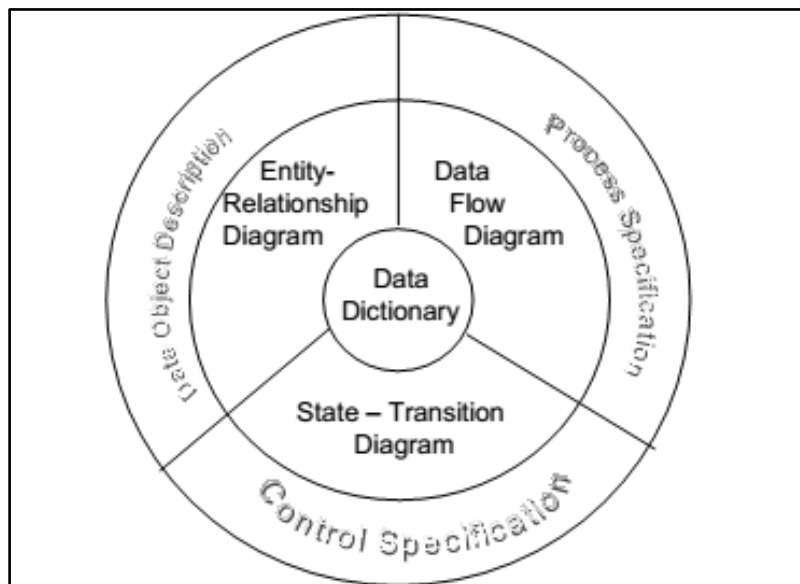 Data Object Description
Process Specification
Entity-
Relationship
Diagram
Data
Flow
Diagram
Data
Dictionary
State – Transition
Diagram
Control Specification